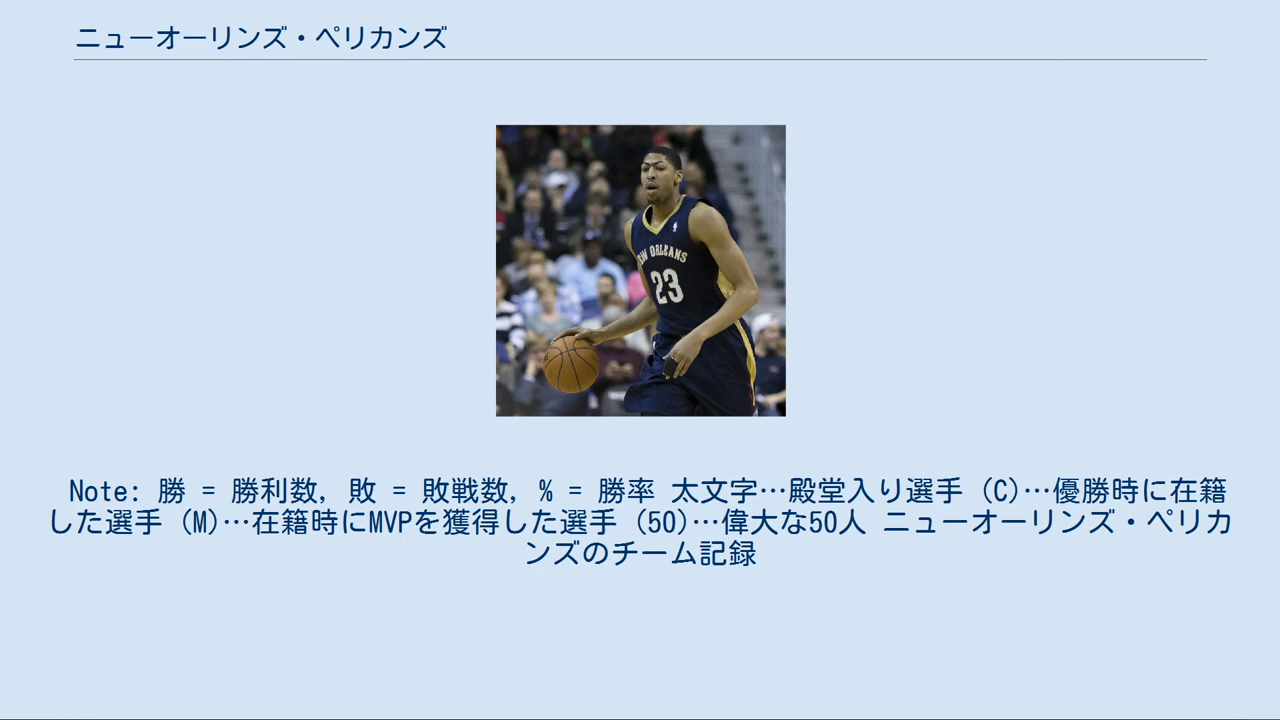 ニューオーリンズ・ペリカンズ
NEW ORLEANS
23
Note: 勝 = 勝利数, 敗 = 敗戦数, % = 勝率 太文字…殿堂入り選手 (C)…優勝時に在籍
した選手 (M)…在籍時にMVPを獲得した選手 (50)…偉大な50人 ニューオーリンズ・ペリカ
ンズのチーム記録